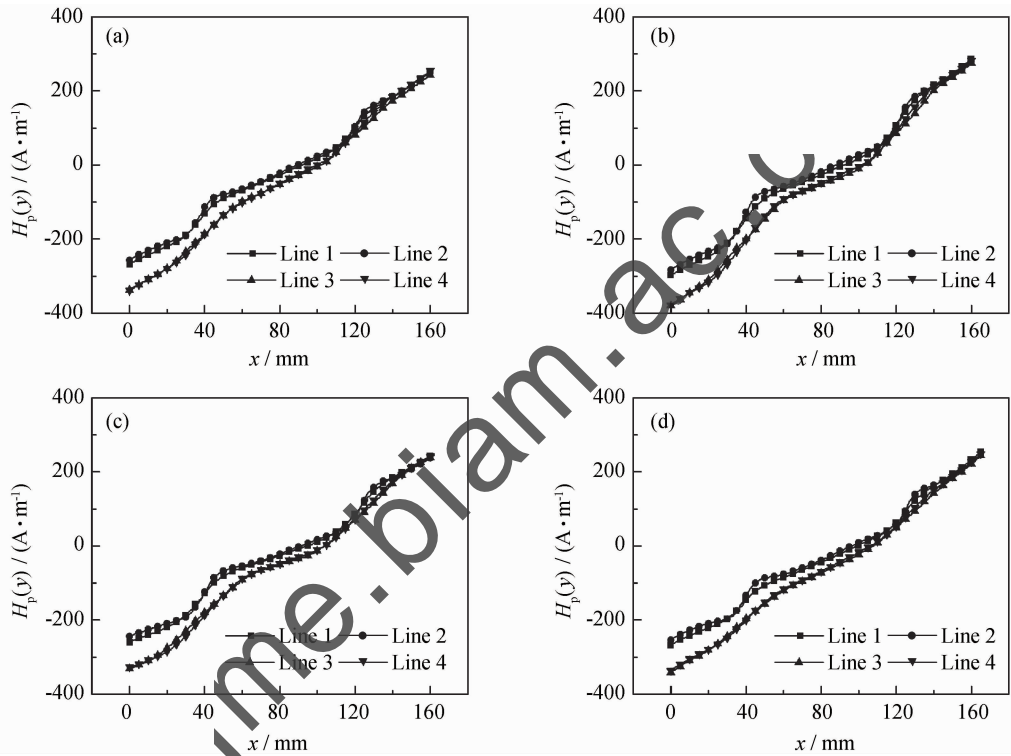 (a)
400
200
0
-200
-400
Hp(y) / (A•m⁻¹)
Line 1 Line 2
Line 3 Line 4
0 40 80 120 160
x / mm
(b)
400
200
0
-200
-400
Hp(y) / (A•m⁻¹)
Line 1 Line 2
Line 3 Line 4
0 40 80 120 160
x / mm
(c)
400
200
0
-200
-400
Hp(y) / (A•m⁻¹)
Line 1 Line 2
Line 3 Line 4
0 40 80 120 160
x / mm
(d)
400
200
0
-200
-400
Hp(y) / (A•m⁻¹)
Line 1 Line 2
Line 3 Line 4
0 40 80 120 160
x / mm
me.biam.ac.c